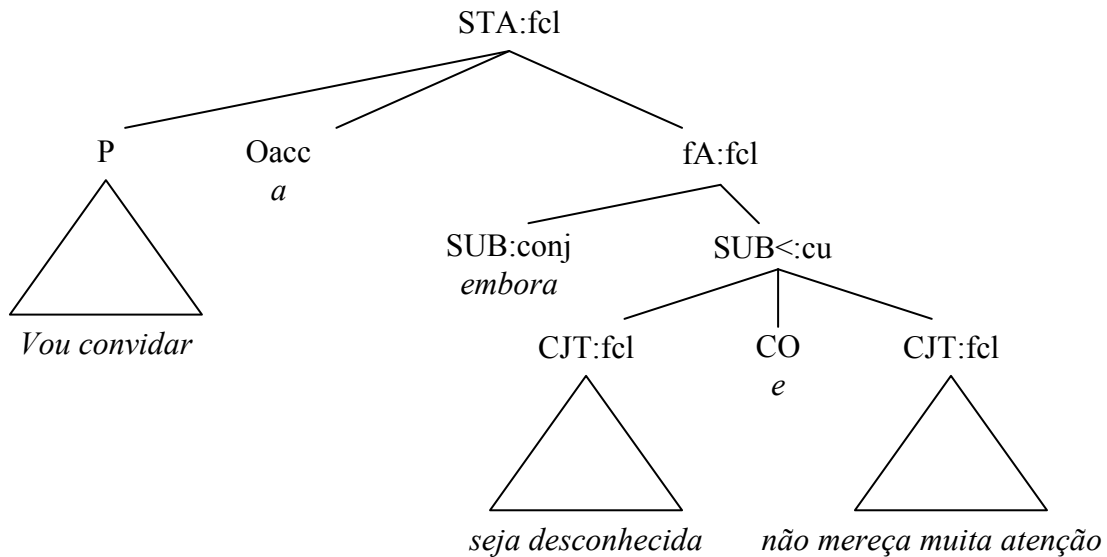 STA:fcl
P Oacc fA:fcl
a
SUB:conj SUB<:cu
embora
Vou convidar
CJT:fcl CO CJT:fcl
e
seja desconhecida não mereça muita atenção